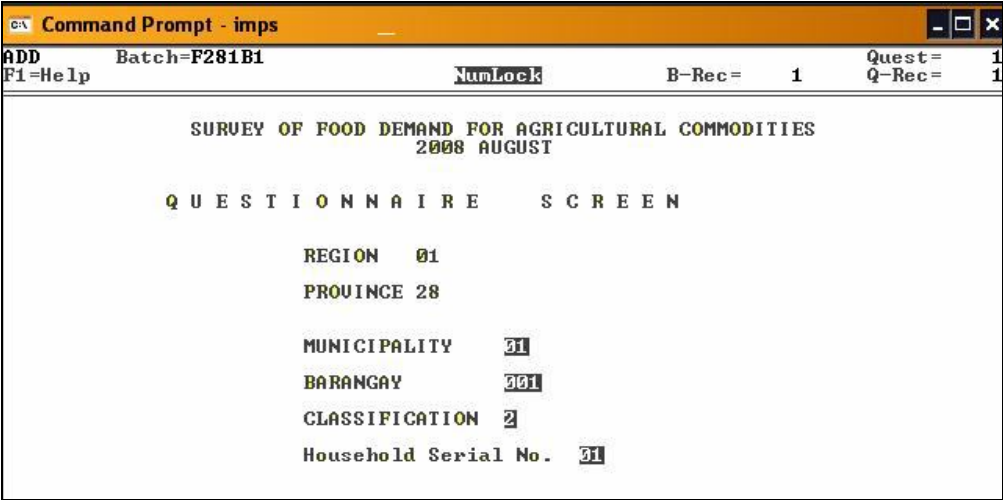 Command Prompt - imps
ADD Batch=F281B1 Quest= 1
F1=Help NumLock B-Rec= 1 Q-Rec= 1
SURVEY OF FOOD DEMAND FOR AGRICULTURAL COMMODITIES
2008 AUGUST
Q U E S T I O N N A I R E S C R E E N
REGION 01
PROVINCE 28
MUNICIPALITY 01
BARANGAY 001
CLASSIFICATION 2
Household Serial No. 01